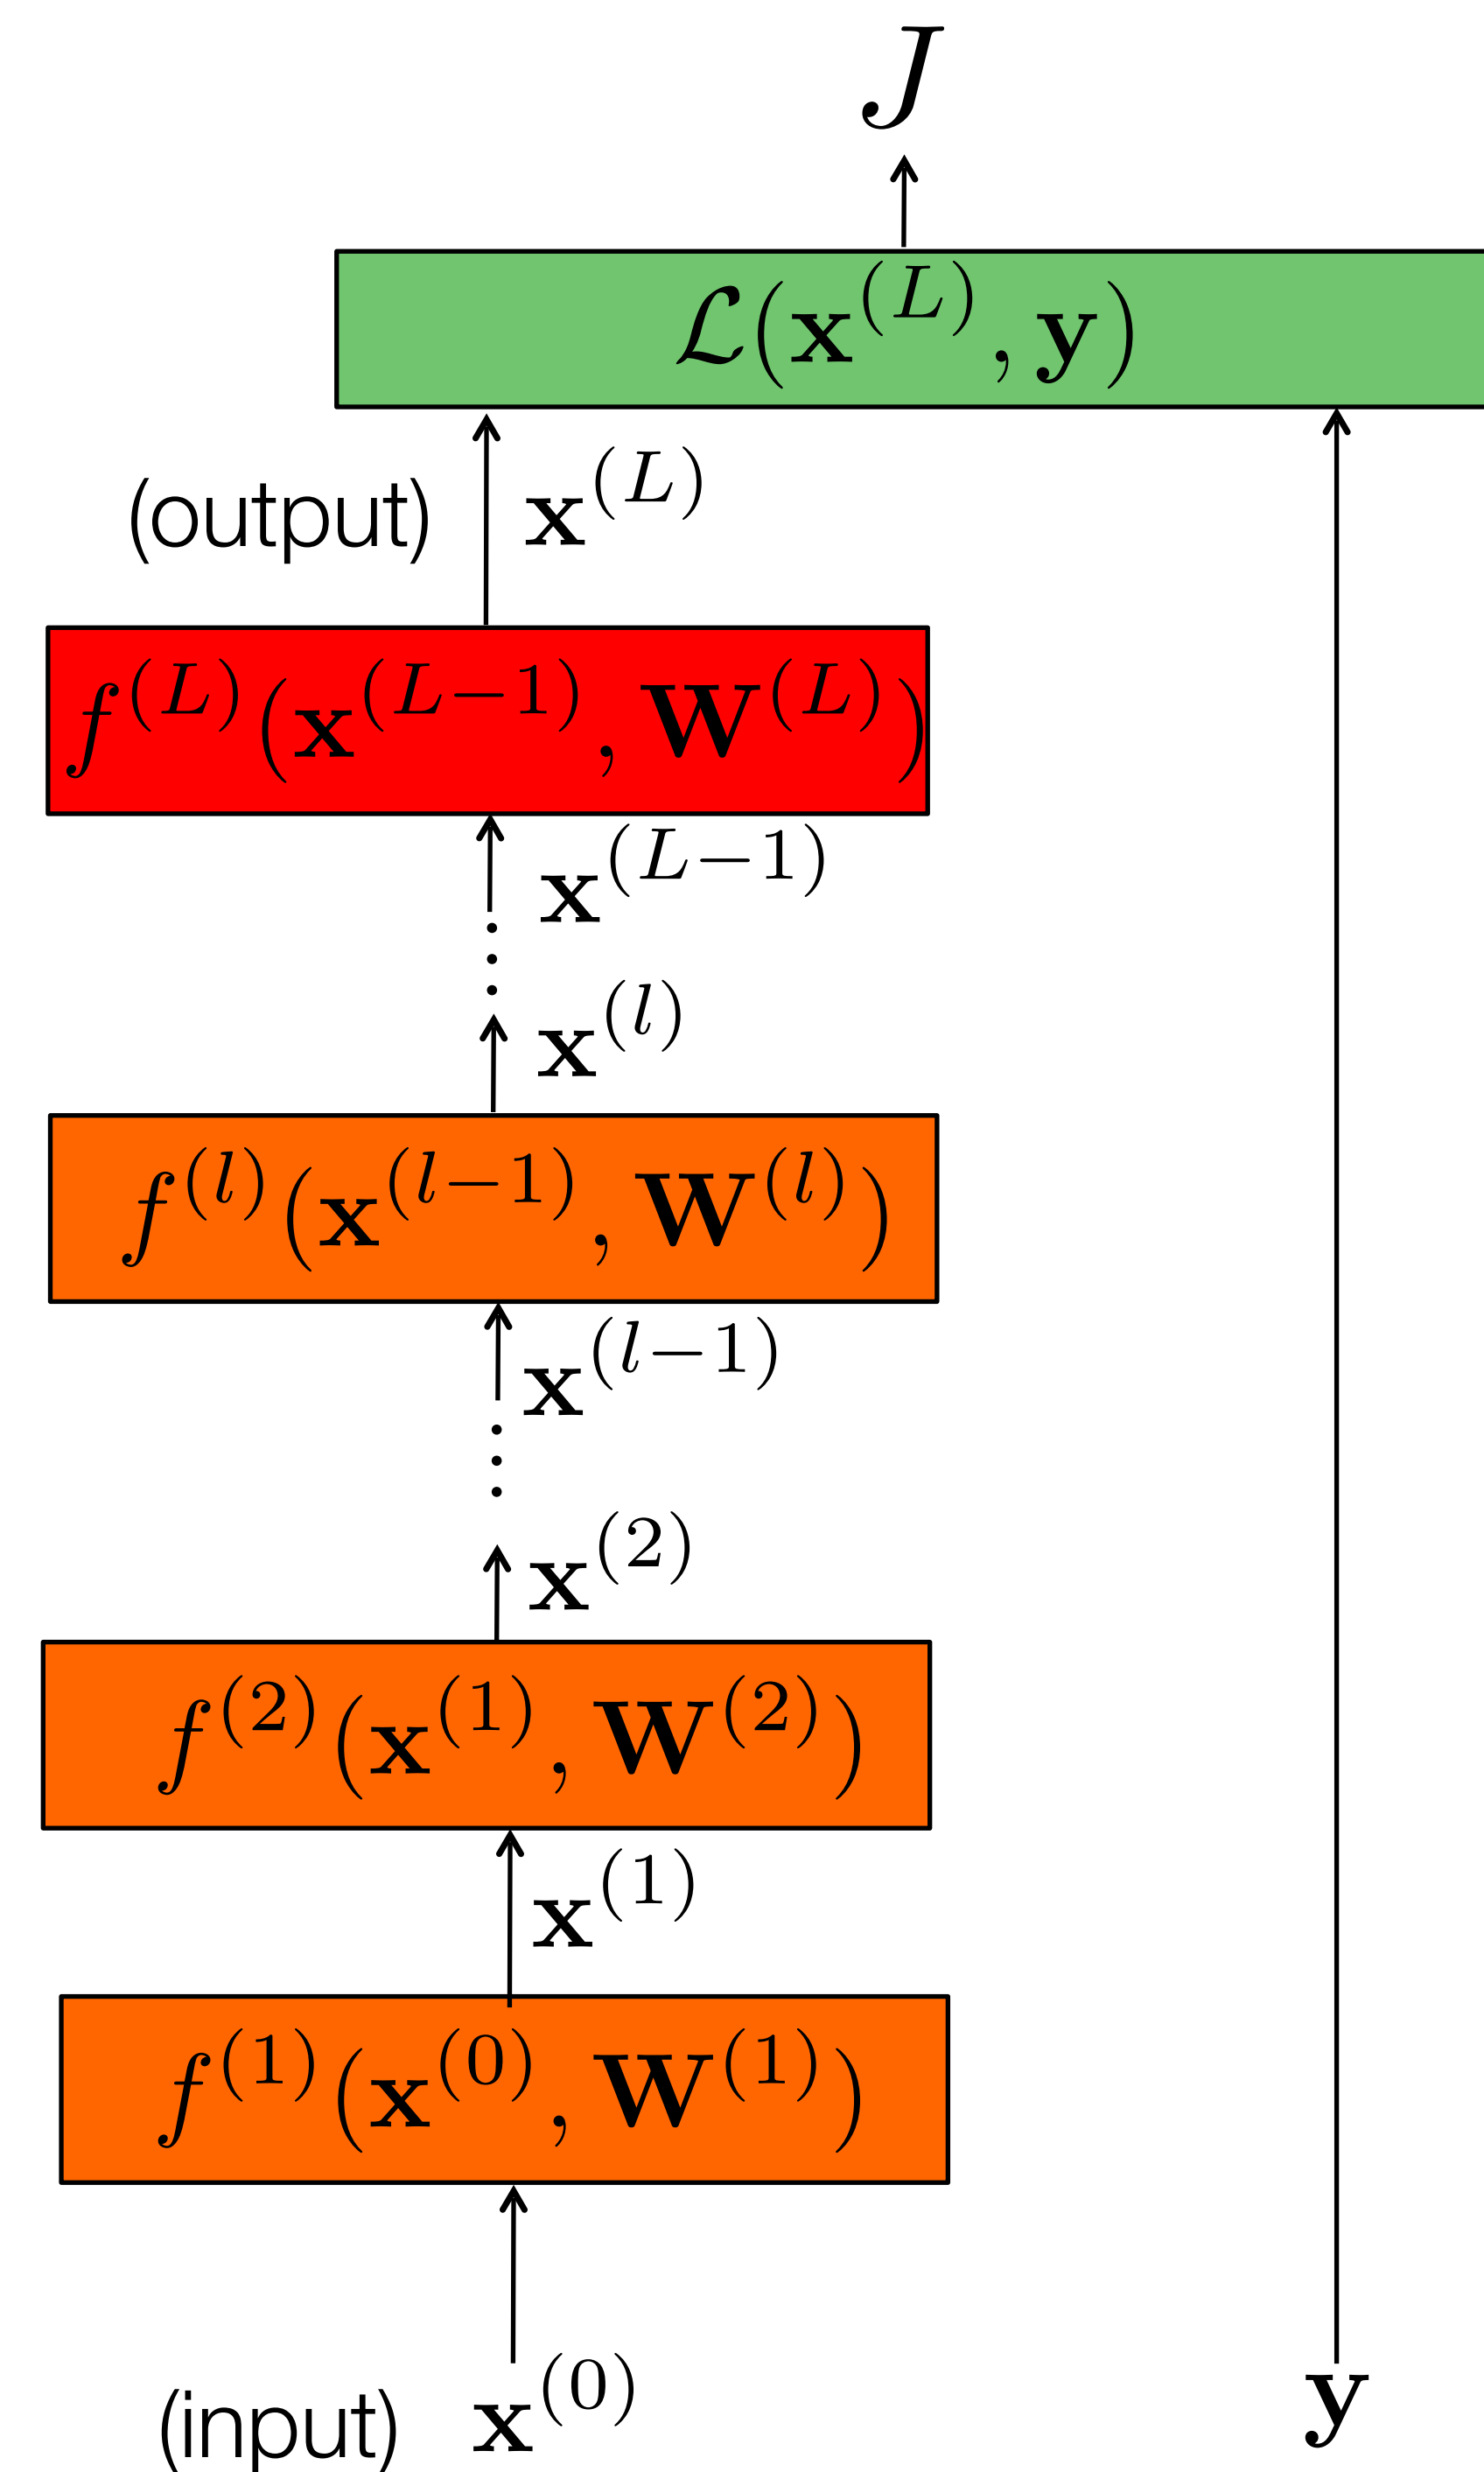 J
ℒ(𝐱^(L), 𝐲)
(output) 𝐱^(L)
f^(L)(𝐱^(L−1), 𝐖^(L))
𝐱^(L−1)
𝐱^(l)
f^(l)(𝐱^(l−1), 𝐖^(l))
𝐱^(l−1)
𝐱^(2)
f^(2)(𝐱^(1), 𝐖^(2))
𝐱^(1)
f^(1)(𝐱^(0), 𝐖^(1))
(input) 𝐱^(0) 𝐲